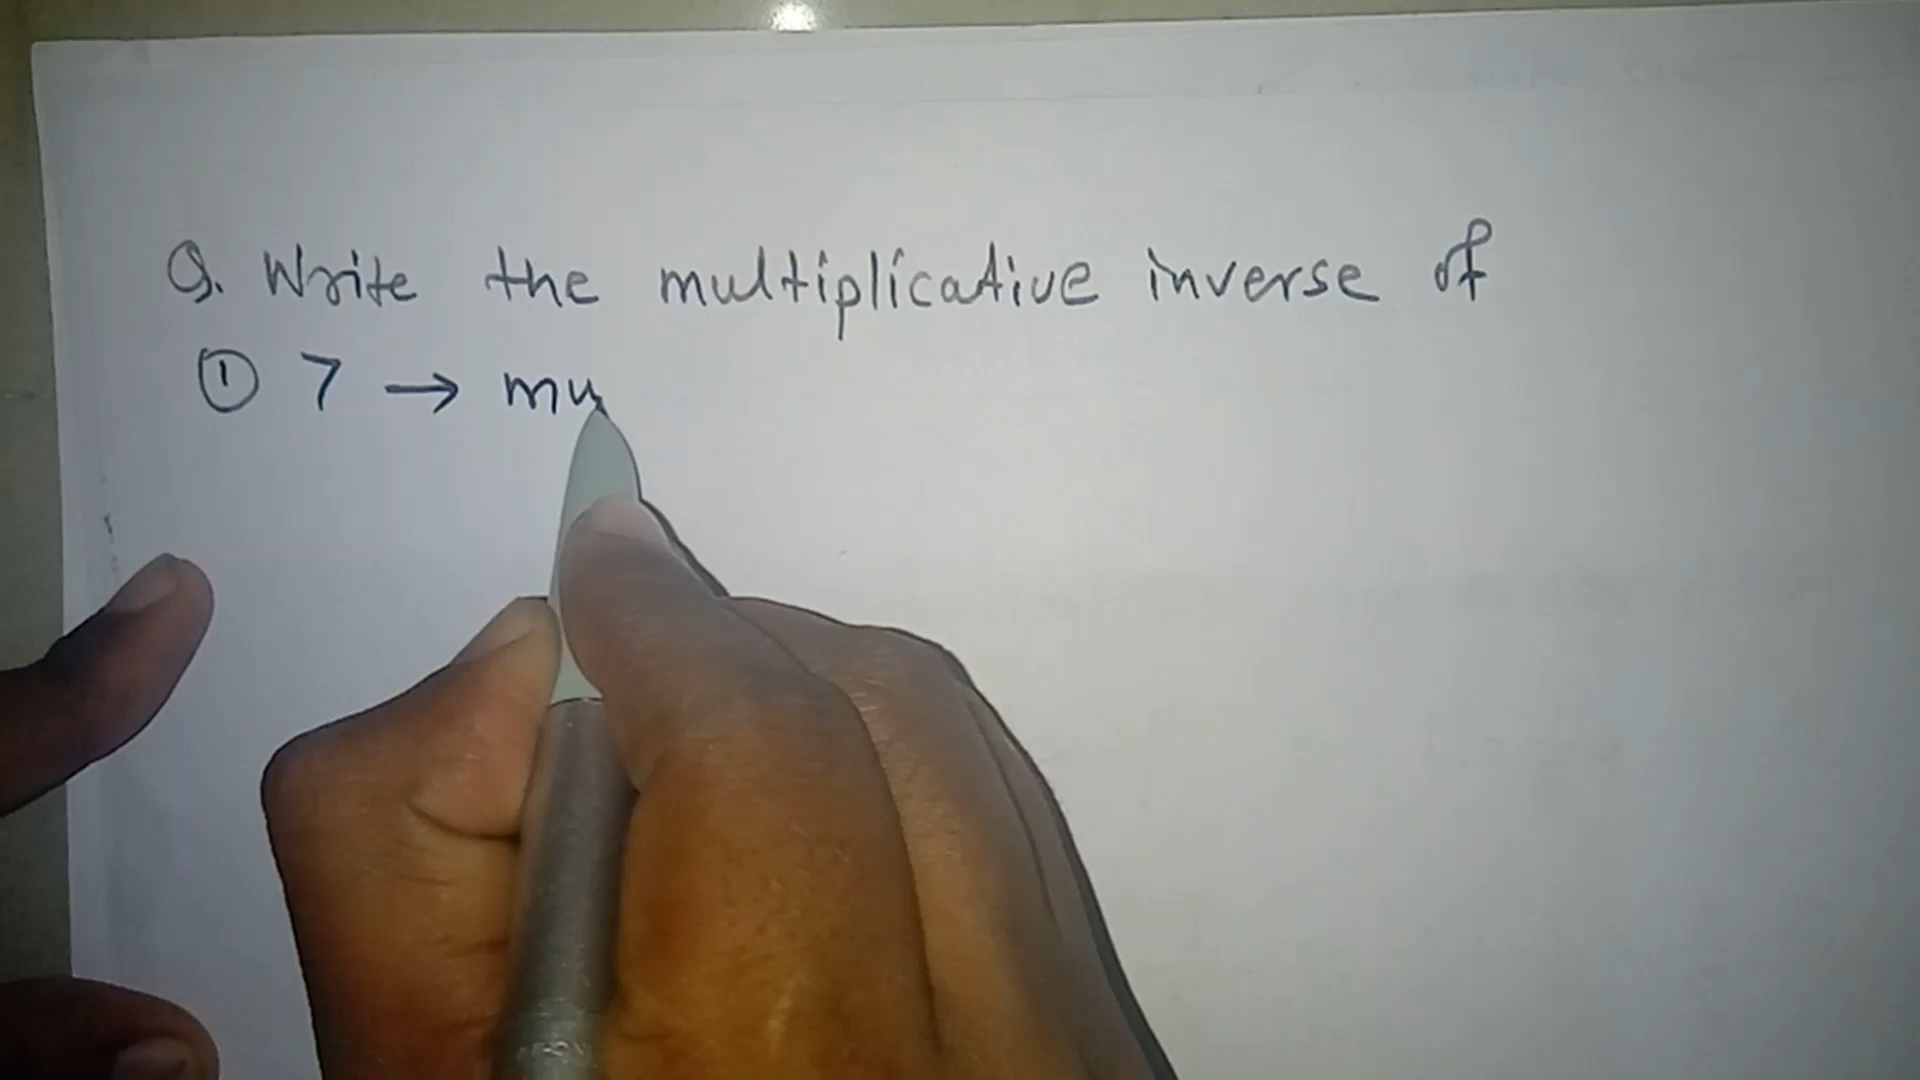 Q. Write the multiplicative inverse of
① 7 → mu